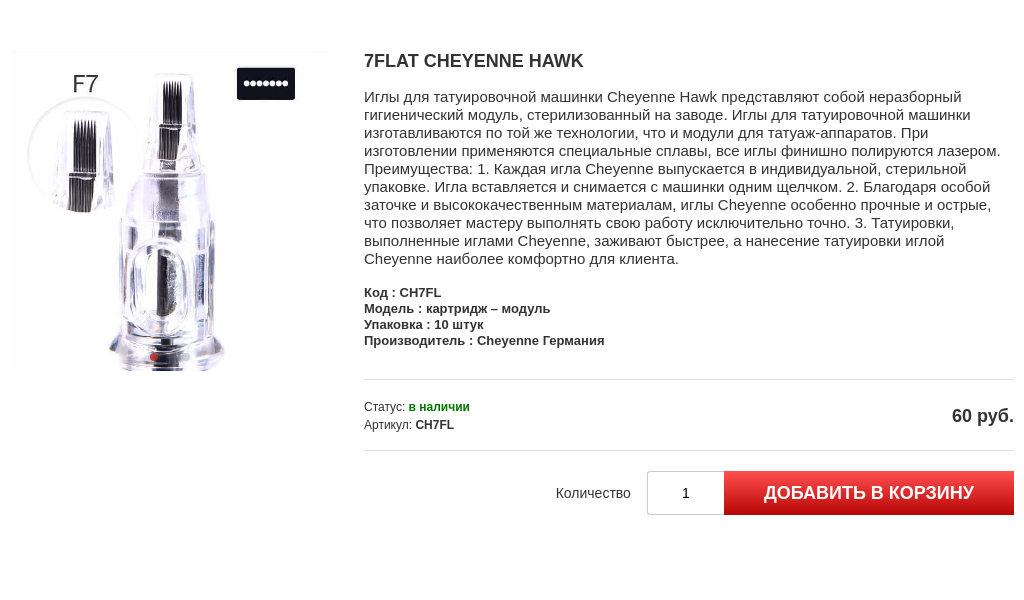 F7
7FLAT CHEYENNE HAWK
Иглы для татуировочной машинки Cheyenne Hawk представляют собой неразборный
гигиенический модуль, стерилизованный на заводе. Иглы для татуировочной машинки
изготавливаются по той же технологии, что и модули для татуаж-аппаратов. При
изготовлении применяются специальные сплавы, все иглы финишно полируются лазером.
Преимущества: 1. Каждая игла Cheyenne выпускается в индивидуальной, стерильной
упаковке. Игла вставляется и снимается с машинки одним щелчком. 2. Благодаря особой
заточке и высококачественным материалам, иглы Cheyenne особенно прочные и острые,
что позволяет мастеру выполнять свою работу исключительно точно. 3. Татуировки,
выполненные иглами Cheyenne, заживают быстрее, а нанесение татуировки иглой
Cheyenne наиболее комфортно для клиента.
Код : CH7FL
Модель : картридж – модуль
Упаковка : 10 штук
Производитель : Cheyenne Германия
Статус: в наличии
Артикул: CH7FL
60 руб.
Количество 1 ДОБАВИТЬ В КОРЗИНУ